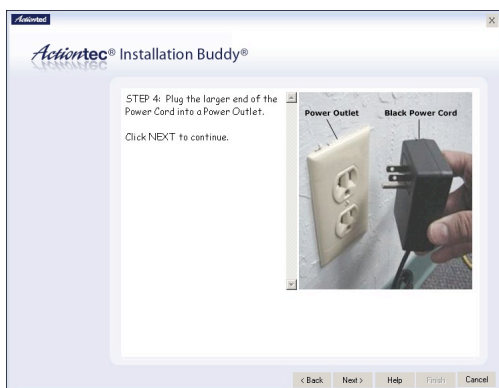 Actiontec
X
Actiontec® Installation Buddy®
STEP 4: Plug the larger end of the
Power Cord into a Power Outlet.
Click NEXT to continue.
Power Outlet
Black Power Cord
< Back
Next >
Help
Finish
Cancel